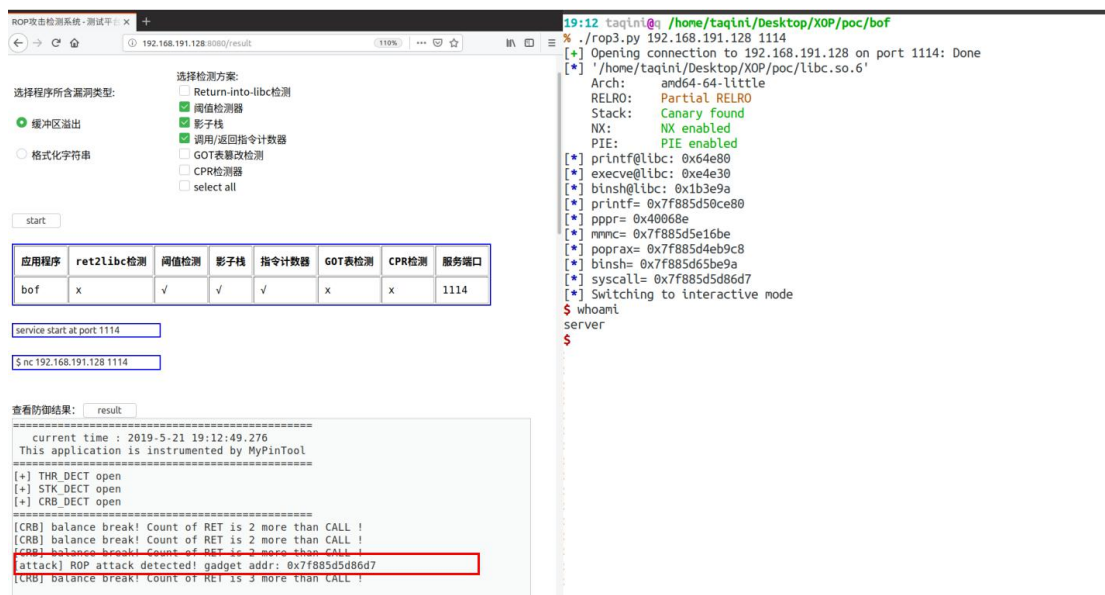 ROP攻击检测系统 - 测试平台
192.168.191.128:8080/result
110%
选择程序所含漏洞类型:
缓冲区溢出
格式化字符串
选择检测方案:
Return-into-libc检测
阈值检测器
影子栈
调用/返回指令计数器
GOT表篡改检测
CPR检测器
select all
start
应用程序 ret2libc检测 阈值检测 影子栈 指令计数器 GOT表检测 CPR检测 服务端口
bof x √ √ √ x x 1114
service start at port 1114
$ nc 192.168.191.128 1114
查看防御结果: result
================================================
current time : 2019-5-21 19:12:49.276
This application is instrumented by MyPinTool
================================================
[+] THR_DECT open
[+] STK_DECT open
[+] CRB_DECT open
================================================
[CRB] balance break! Count of RET is 2 more than CALL !
[CRB] balance break! Count of RET is 2 more than CALL !
[CRB] balance break! Count of RET is 2 more than CALL !
[attack] ROP attack detected! gadget addr: 0x7f885d5d86d7
[CRB] balance break! Count of RET is 3 more than CALL !
19:12 taqini@q /home/taqini/Desktop/XOP/poc/bof
% ./rop3.py 192.168.191.128 1114
[+] Opening connection to 192.168.191.128 on port 1114: Done
[*] '/home/taqini/Desktop/XOP/poc/libc.so.6'
Arch: amd64-64-little
RELRO: Partial RELRO
Stack: Canary found
NX: NX enabled
PIE: PIE enabled
[*] printf@libc: 0x64e80
[*] execve@libc: 0xe4e30
[*] binsh@libc: 0x1b3e9a
[*] printf= 0x7f885d50ce80
[*] pppr= 0x40068e
[*] mmmc= 0x7f885d5e16be
[*] poprax= 0x7f885d4eb9c8
[*] binsh= 0x7f885d65be9a
[*] syscall= 0x7f885d5d86d7
[*] Switching to interactive mode
$ whoami
server
$